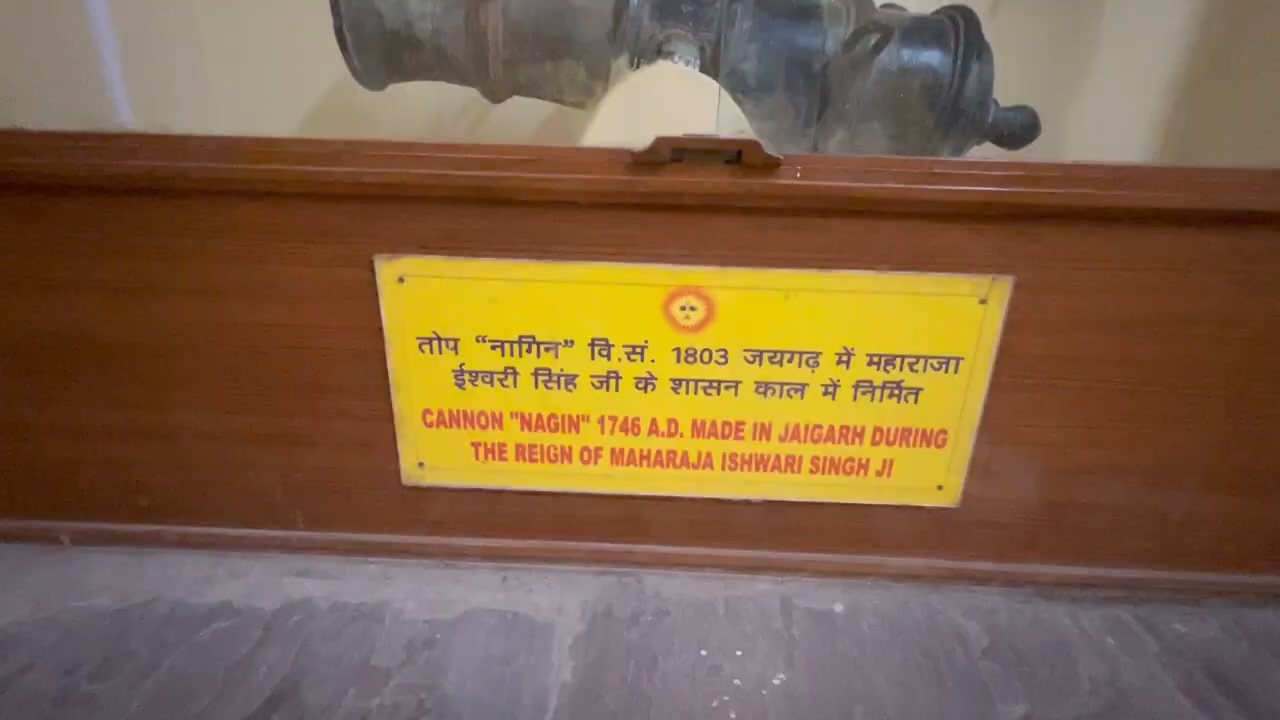 तोप “नागिन” वि.सं. 1803 जयगढ़ में महाराजा
ईश्वरी सिंह जी के शासन काल में निर्मित
CANNON "NAGIN" 1746 A.D. MADE IN JAIGARH DURING
THE REIGN OF MAHARAJA ISHWARI SINGH JI